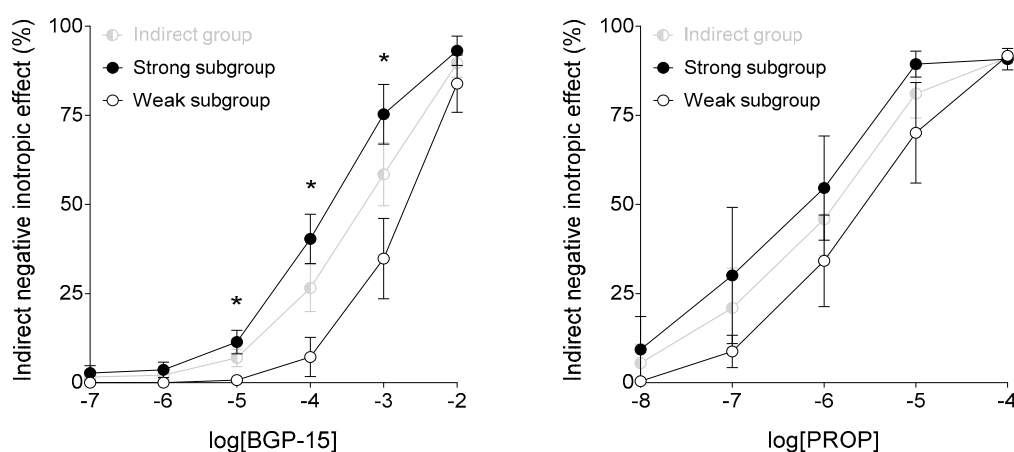 Indirect negative inotropic effect (%)
100
75
50
25
0
Indirect group
Strong subgroup
Weak subgroup
*
*
*
-7
-6
-5
-4
-3
-2
log[BGP-15]
Indirect negative inotropic effect (%)
100
75
50
25
0
Indirect group
Strong subgroup
Weak subgroup
-8
-7
-6
-5
-4
log[PROP]